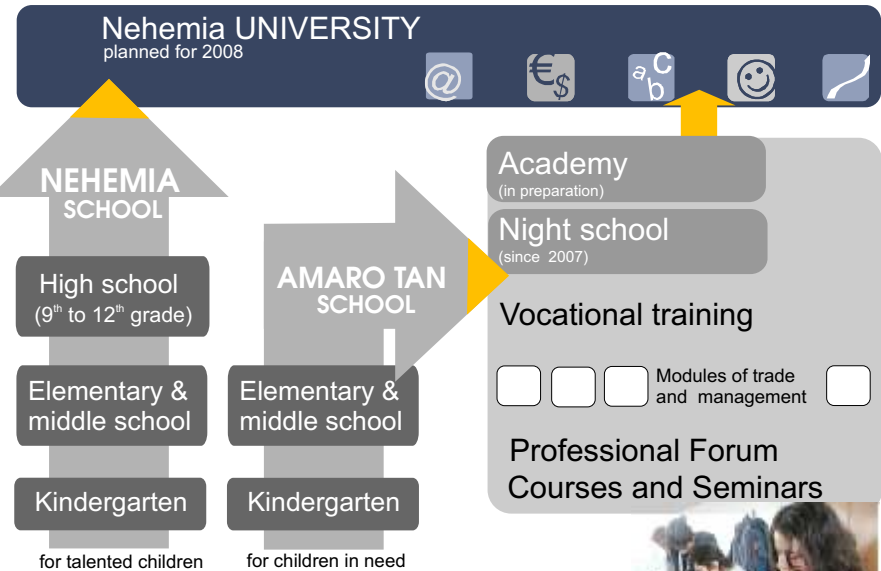 Nehemia UNIVERSITY
planned for 2008
@
€$
abc
NEHEMIA
SCHOOL
High school
(9th to 12th grade)
Elementary &
middle school
Kindergarten
for talented children
AMARO TAN
SCHOOL
Elementary &
middle school
Kindergarten
for children in need
Academy
(in preparation)
Night school
(since 2007)
Vocational training
Modules of trade
and management
Professional Forum
Courses and Seminars